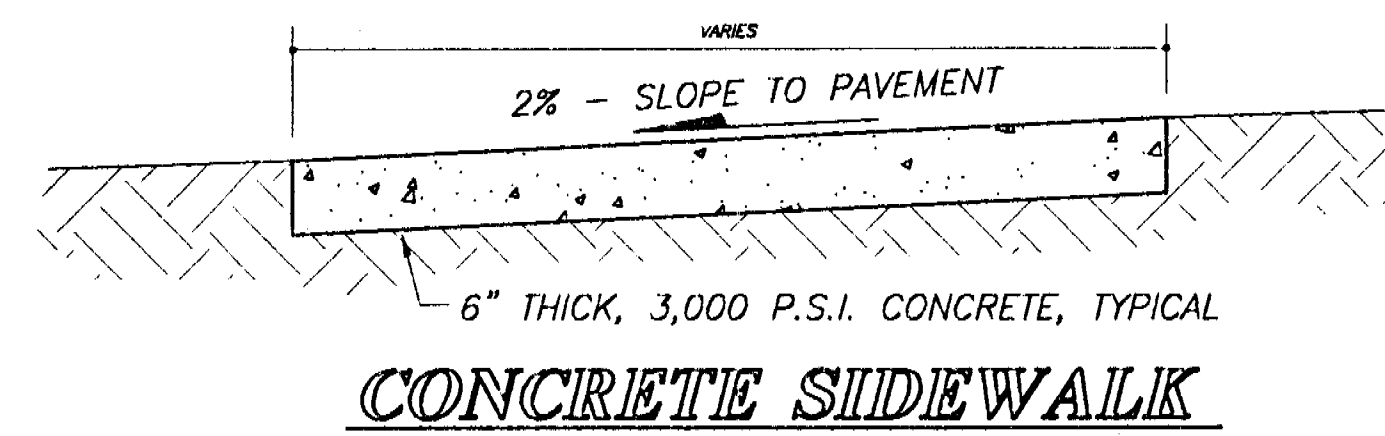 VARIES
2% - SLOPE TO PAVEMENT
6" THICK, 3,000 P.S.I. CONCRETE, TYPICAL
CONCRETE SIDEWALK